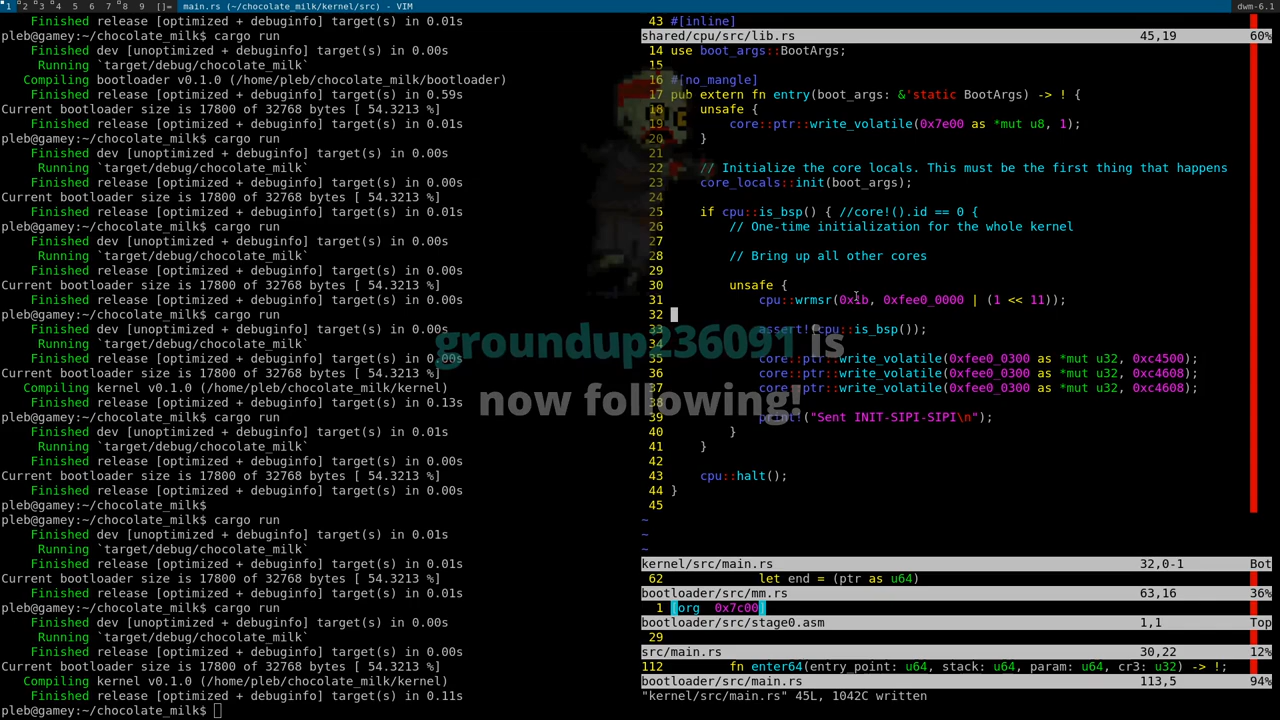 1 2 3 4 5 6 7 8 9 []= main.rs (~/chocolate_milk/kernel/src) - VIM dwm-6.1
Finished release [optimized + debuginfo] target(s) in 0.01s
pleb@gamey:~/chocolate_milk$ cargo run
Finished dev [unoptimized + debuginfo] target(s) in 0.00s
Running `target/debug/chocolate_milk`
Compiling bootloader v0.1.0 (/home/pleb/chocolate_milk/bootloader)
Finished release [optimized + debuginfo] target(s) in 0.59s
Current bootloader size is 17800 of 32768 bytes [ 54.3213 %]
Finished release [optimized + debuginfo] target(s) in 0.01s
pleb@gamey:~/chocolate_milk$ cargo run
Finished dev [unoptimized + debuginfo] target(s) in 0.00s
Running `target/debug/chocolate_milk`
Finished release [optimized + debuginfo] target(s) in 0.00s
Current bootloader size is 17800 of 32768 bytes [ 54.3213 %]
Finished release [optimized + debuginfo] target(s) in 0.01s
pleb@gamey:~/chocolate_milk$ cargo run
Finished dev [unoptimized + debuginfo] target(s) in 0.00s
Running `target/debug/chocolate_milk`
Finished release [optimized + debuginfo] target(s) in 0.00s
Current bootloader size is 17800 of 32768 bytes [ 54.3213 %]
Finished release [optimized + debuginfo] target(s) in 0.00s
pleb@gamey:~/chocolate_milk$ cargo run
Finished dev [unoptimized + debuginfo] target(s) in 0.01s
Running `target/debug/chocolate_milk`
Finished release [optimized + debuginfo] target(s) in 0.00s
Current bootloader size is 17800 of 32768 bytes [ 54.3213 %]
Compiling kernel v0.1.0 (/home/pleb/chocolate_milk/kernel)
Finished release [optimized + debuginfo] target(s) in 0.13s
pleb@gamey:~/chocolate_milk$ cargo run
Finished dev [unoptimized + debuginfo] target(s) in 0.01s
Running `target/debug/chocolate_milk`
Finished release [optimized + debuginfo] target(s) in 0.00s
Current bootloader size is 17800 of 32768 bytes [ 54.3213 %]
Finished release [optimized + debuginfo] target(s) in 0.01s
pleb@gamey:~/chocolate_milk$
pleb@gamey:~/chocolate_milk$ cargo run
Finished dev [unoptimized + debuginfo] target(s) in 0.01s
Running `target/debug/chocolate_milk`
Finished release [optimized + debuginfo] target(s) in 0.01s
Current bootloader size is 17800 of 32768 bytes [ 54.3213 %]
Finished release [optimized + debuginfo] target(s) in 0.01s
pleb@gamey:~/chocolate_milk$ cargo run
Finished dev [unoptimized + debuginfo] target(s) in 0.00s
Running `target/debug/chocolate_milk`
Finished release [optimized + debuginfo] target(s) in 0.01s
Current bootloader size is 17800 of 32768 bytes [ 54.3213 %]
Compiling kernel v0.1.0 (/home/pleb/chocolate_milk/kernel)
Finished release [optimized + debuginfo] target(s) in 0.11s
pleb@gamey:~/chocolate_milk$
43 #[inline]
shared/cpu/src/lib.rs 45,19 60%
14 use boot_args::BootArgs;
15
16 #[no_mangle]
17 pub extern fn entry(boot_args: &'static BootArgs) -> ! {
18 unsafe {
19 core::ptr::write_volatile(0x7e00 as *mut u8, 1);
20 }
21
22 // Initialize the core locals. This must be the first thing that happens
23 core_locals::init(boot_args);
24
25 if cpu::is_bsp() { //core!().id == 0 {
26 // One-time initialization for the whole kernel
27
28 // Bring up all other cores
29
30 unsafe {
31 cpu::wrmsr(0x1b, 0xfee0_0000 | (1 << 11));
32
33 assert!(cpu::is_bsp());
34
35 core::ptr::write_volatile(0xfee0_0300 as *mut u32, 0xc4500);
36 core::ptr::write_volatile(0xfee0_0300 as *mut u32, 0xc4608);
37 core::ptr::write_volatile(0xfee0_0300 as *mut u32, 0xc4608);
38
39 print!("Sent INIT-SIPI-SIPI\n");
40 }
41 }
42
43 cpu::halt();
44 }
45
~
~
~
kernel/src/main.rs 32,0-1 Bot
62 let end = (ptr as u64)
bootloader/src/mm.rs 63,16 36%
1 [org 0x7c00]
bootloader/src/stage0.asm 1,1 Top
29
src/main.rs 30,22 12%
112 fn enter64(entry_point: u64, stack: u64, param: u64, cr3: u32) -> !;
bootloader/src/main.rs 113,5 94%
"kernel/src/main.rs" 45L, 1042C written
groundup236091 is
now following!